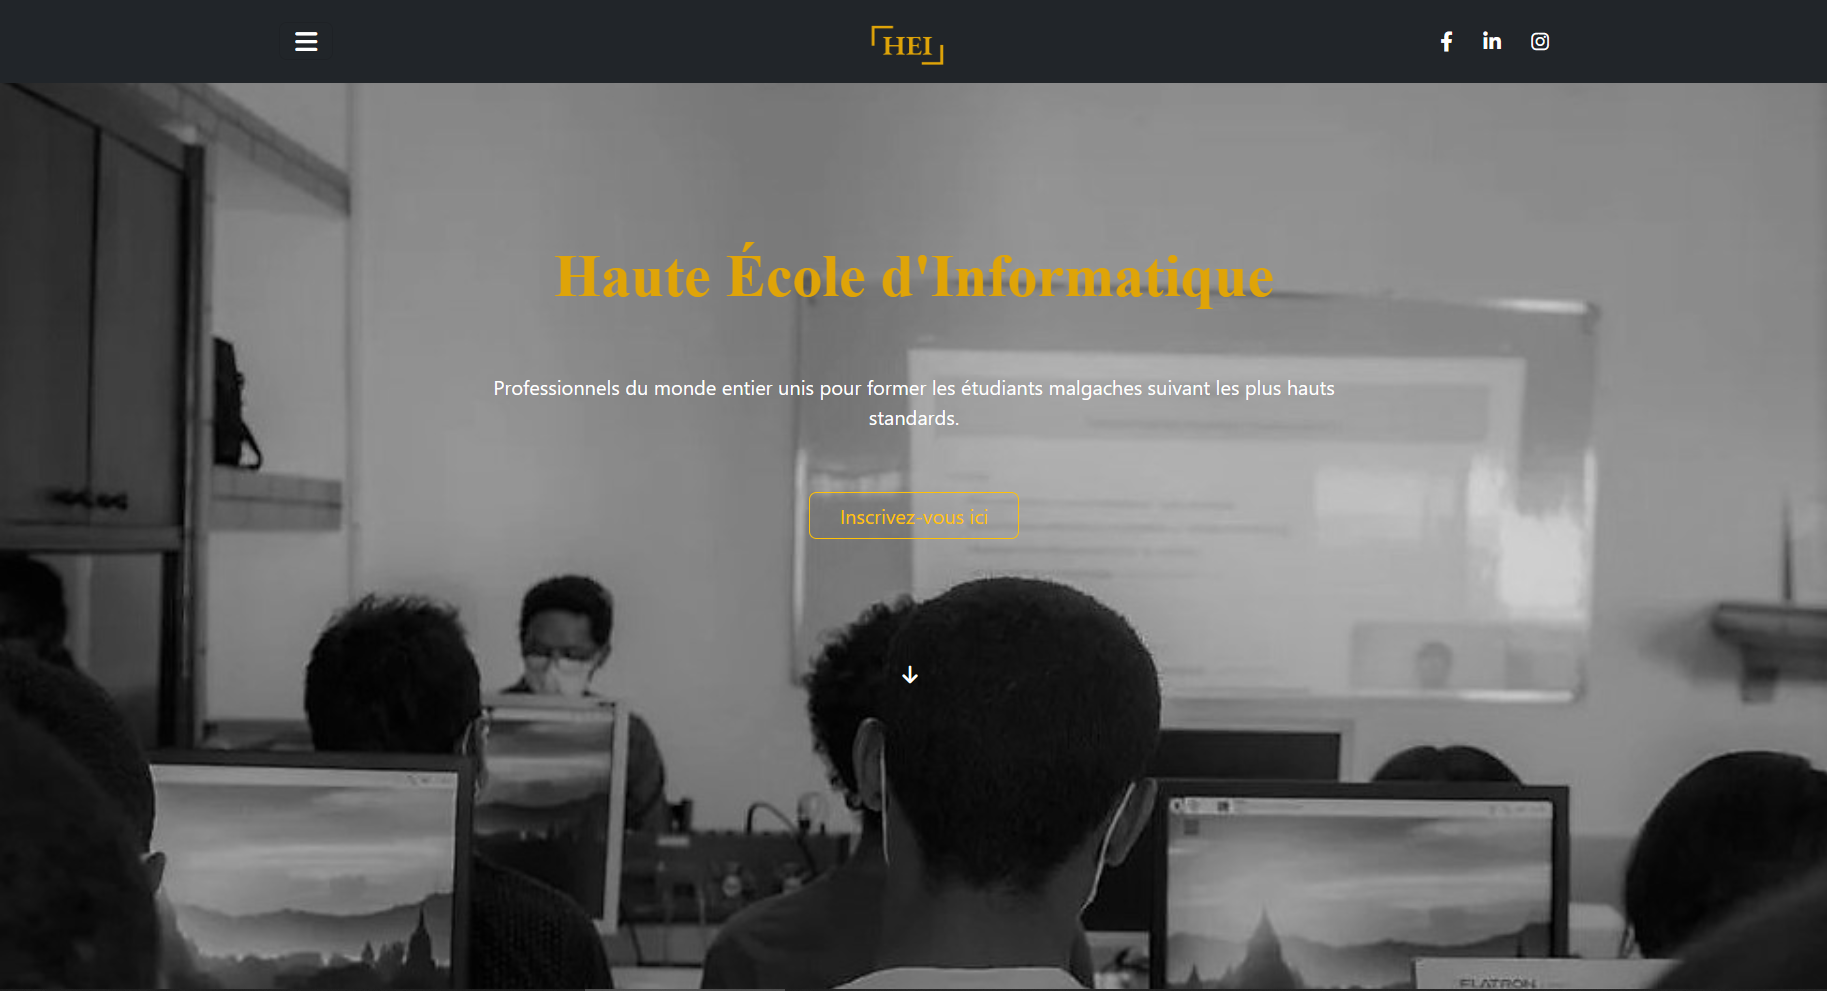 HEI
Haute École d'Informatique
Professionnels du monde entier unis pour former les étudiants malgaches suivant les plus hauts
standards.
Inscrivez-vous ici
FLATRON